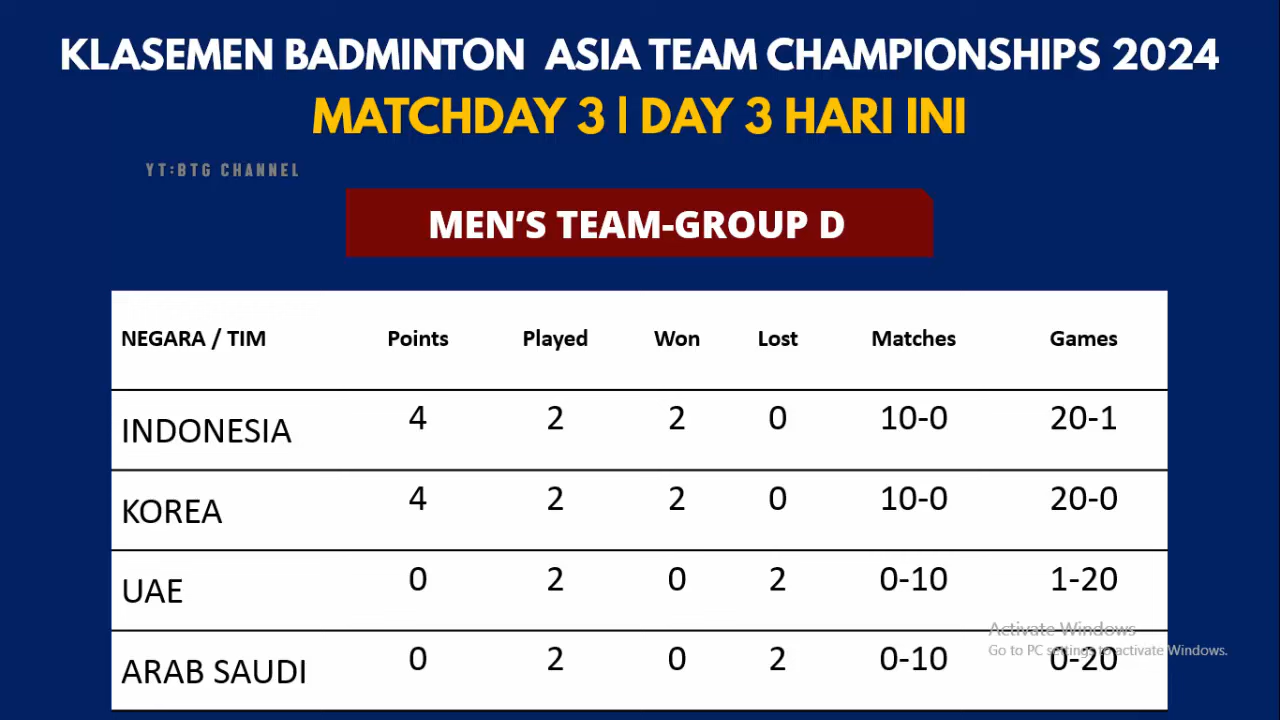 KLASEMEN BADMINTON ASIA TEAM CHAMPIONSHIPS 2024
MATCHDAY 3 | DAY 3 HARI INI
YT:BTG CHANNEL
MEN'S TEAM-GROUP D
NEGARA / TIM Points Played Won Lost Matches Games
INDONESIA 4 2 2 0 10-0 20-1
KOREA 4 2 2 0 10-0 20-0
UAE 0 2 0 2 0-10 1-20
ARAB SAUDI 0 2 0 2 0-10 0-20
Activate Windows
Go to PC settings to activate Windows.